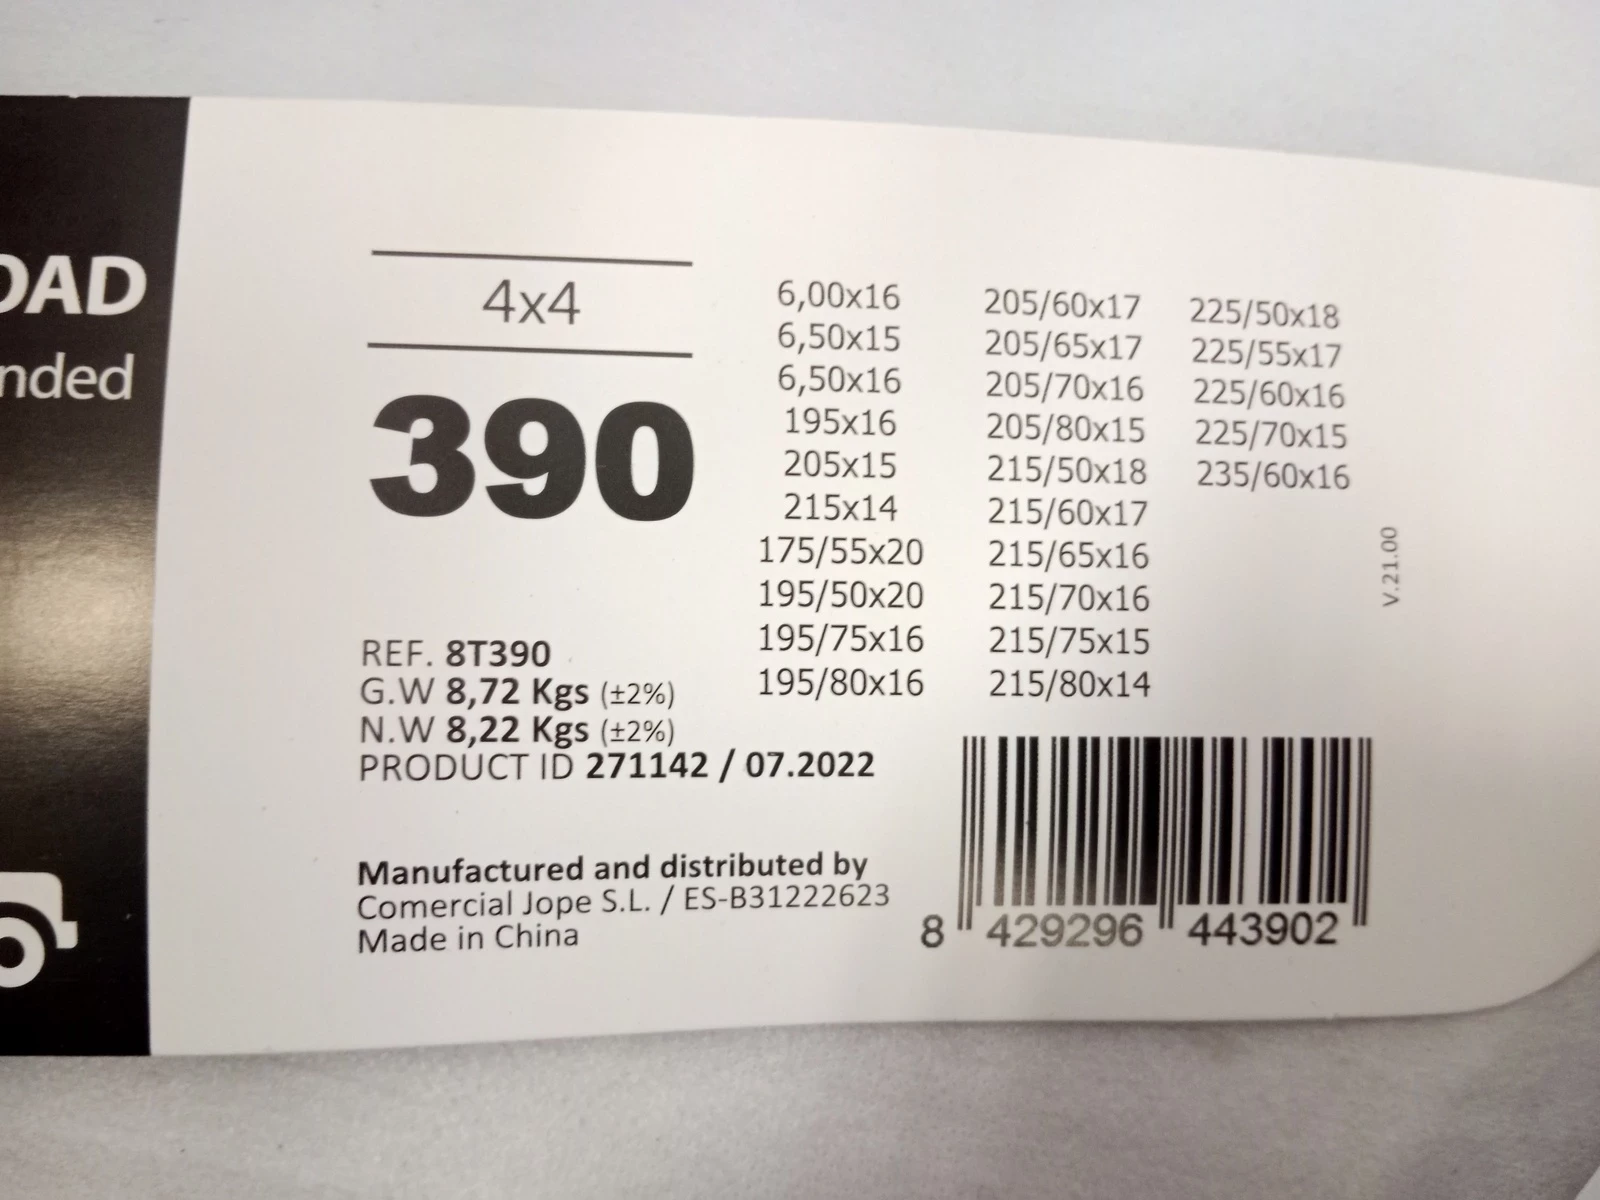 OAD
nded
4x4
390
REF. 8T390
G.W 8,72 Kgs (±2%)
N.W 8,22 Kgs (±2%)
PRODUCT ID 271142 / 07.2022
Manufactured and distributed by
Comercial Jope S.L. / ES-B31222623
Made in China
6,00x16
6,50x15
6,50x16
195x16
205x15
215x14
175/55x20
195/50x20
195/75x16
195/80x16
205/60x17
205/65x17
205/70x16
205/80x15
215/50x18
215/60x17
215/65x16
215/70x16
215/75x15
215/80x14
225/50x18
225/55x17
225/60x16
225/70x15
235/60x16
V.21.00
8 429296 443902